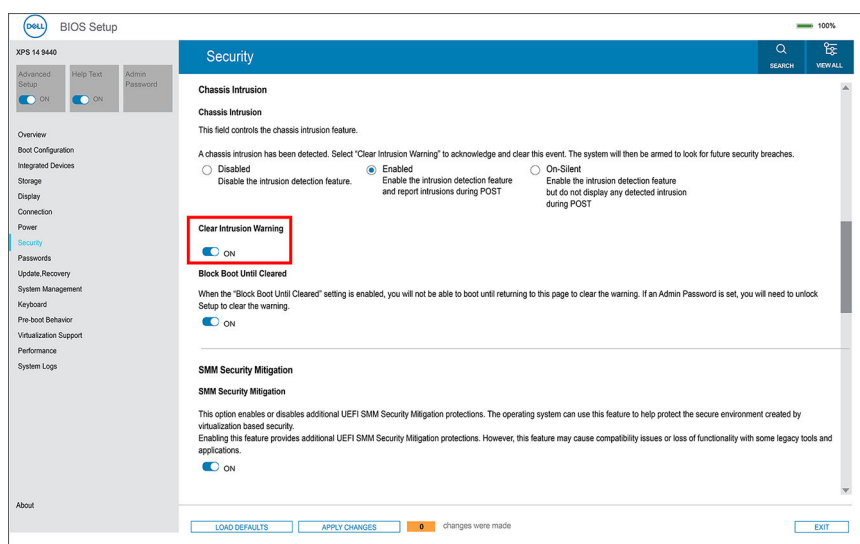 DELL
BIOS Setup
100%
XPS 14 9440
Security
SEARCH
VIEW ALL
Advanced Setup
ON
Help Text
ON
Admin Password
Overview
Boot Configuration
Integrated Devices
Storage
Display
Connection
Power
Security
Passwords
Update,Recovery
System Management
Keyboard
Pre-boot Behavior
Virtualization Support
Performance
System Logs
About
Chassis Intrusion
Chassis Intrusion
This field controls the chassis intrusion feature.
A chassis intrusion has been detected. Select "Clear Intrusion Warning" to acknowledge and clear this event. The system will then be armed to look for future security breaches.
Disabled
Disable the intrusion detection feature.
Enabled
Enable the intrusion detection feature
and report intrusions during POST
On-Silent
Enable the intrusion detection feature
but do not display any detected intrusion
during POST
Clear Intrusion Warning
ON
Block Boot Until Cleared
When the "Block Boot Until Cleared" setting is enabled, you will not be able to boot until returning to this page to clear the warning. If an Admin Password is set, you will need to unlock
Setup to clear the warning.
ON
SMM Security Mitigation
SMM Security Mitigation
This option enables or disables additional UEFI SMM Security Mitigation protections. The operating system can use this feature to help protect the secure environment created by
virtualization based security.
Enabling this feature provides additional UEFI SMM Security Mitigation protections. However, this feature may cause compatibility issues or loss of functionality with some legacy tools and
applications.
ON
LOAD DEFAULTS
APPLY CHANGES
0
changes were made
EXIT